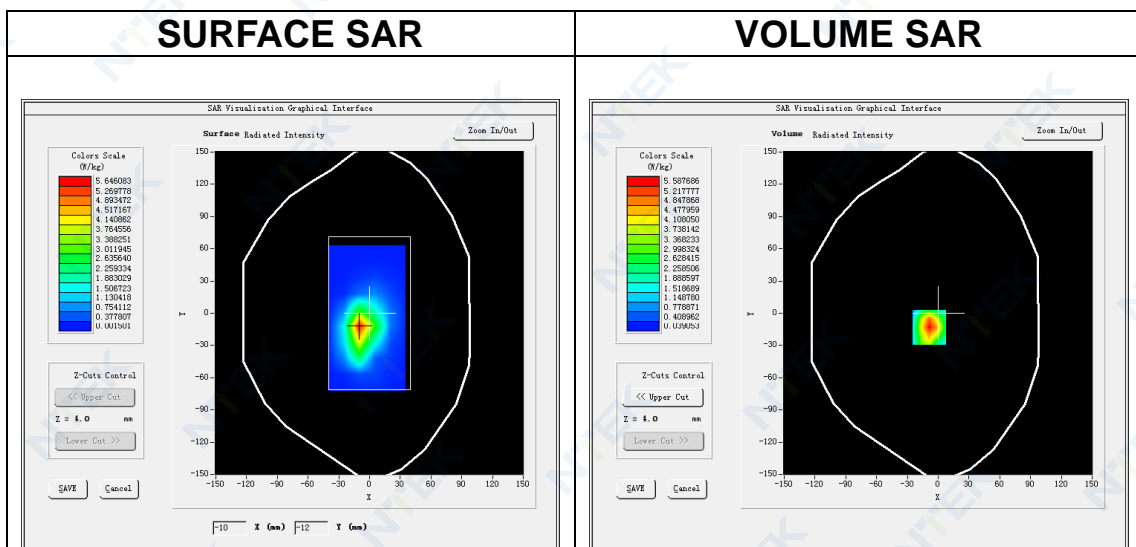 SURFACE SAR
VOLUME SAR
SAR Visualisation Graphical Interface
Surface Radiated Intensity
Zoom In/Out
Colors Scale
(W/kg)
5.646083
5.269778
4.893472
4.517167
4.140862
3.764556
3.388251
3.011945
2.635640
2.259334
1.883029
1.506723
1.130418
0.754112
0.377807
0.001501
150
120
90
60
30
0
-30
-60
-90
-120
-150
Y
-150 -120 -90 -60 -30 0 30 60 90 120 150
X
Z-Cuts Control
<< Upper Cut
Z = 4.0 mm
Lower Cut >>
SAVE
Cancel
-10 X (mm) -12 Y (mm)
SAR Visualisation Graphical Interface
Volume Radiated Intensity
Zoom In/Out
Colors Scale
(W/kg)
5.587686
5.217777
4.847868
4.477959
4.108050
3.738142
3.368233
2.998324
2.628415
2.258506
1.888597
1.518689
1.148780
0.778871
0.408962
0.039053
150
120
90
60
30
0
-30
-60
-90
-120
-150
Y
-150 -120 -90 -60 -30 0 30 60 90 120 150
X
Z-Cuts Control
<< Upper Cut
Z = 4.0 mm
Lower Cut >>
SAVE
Cancel
NTEK